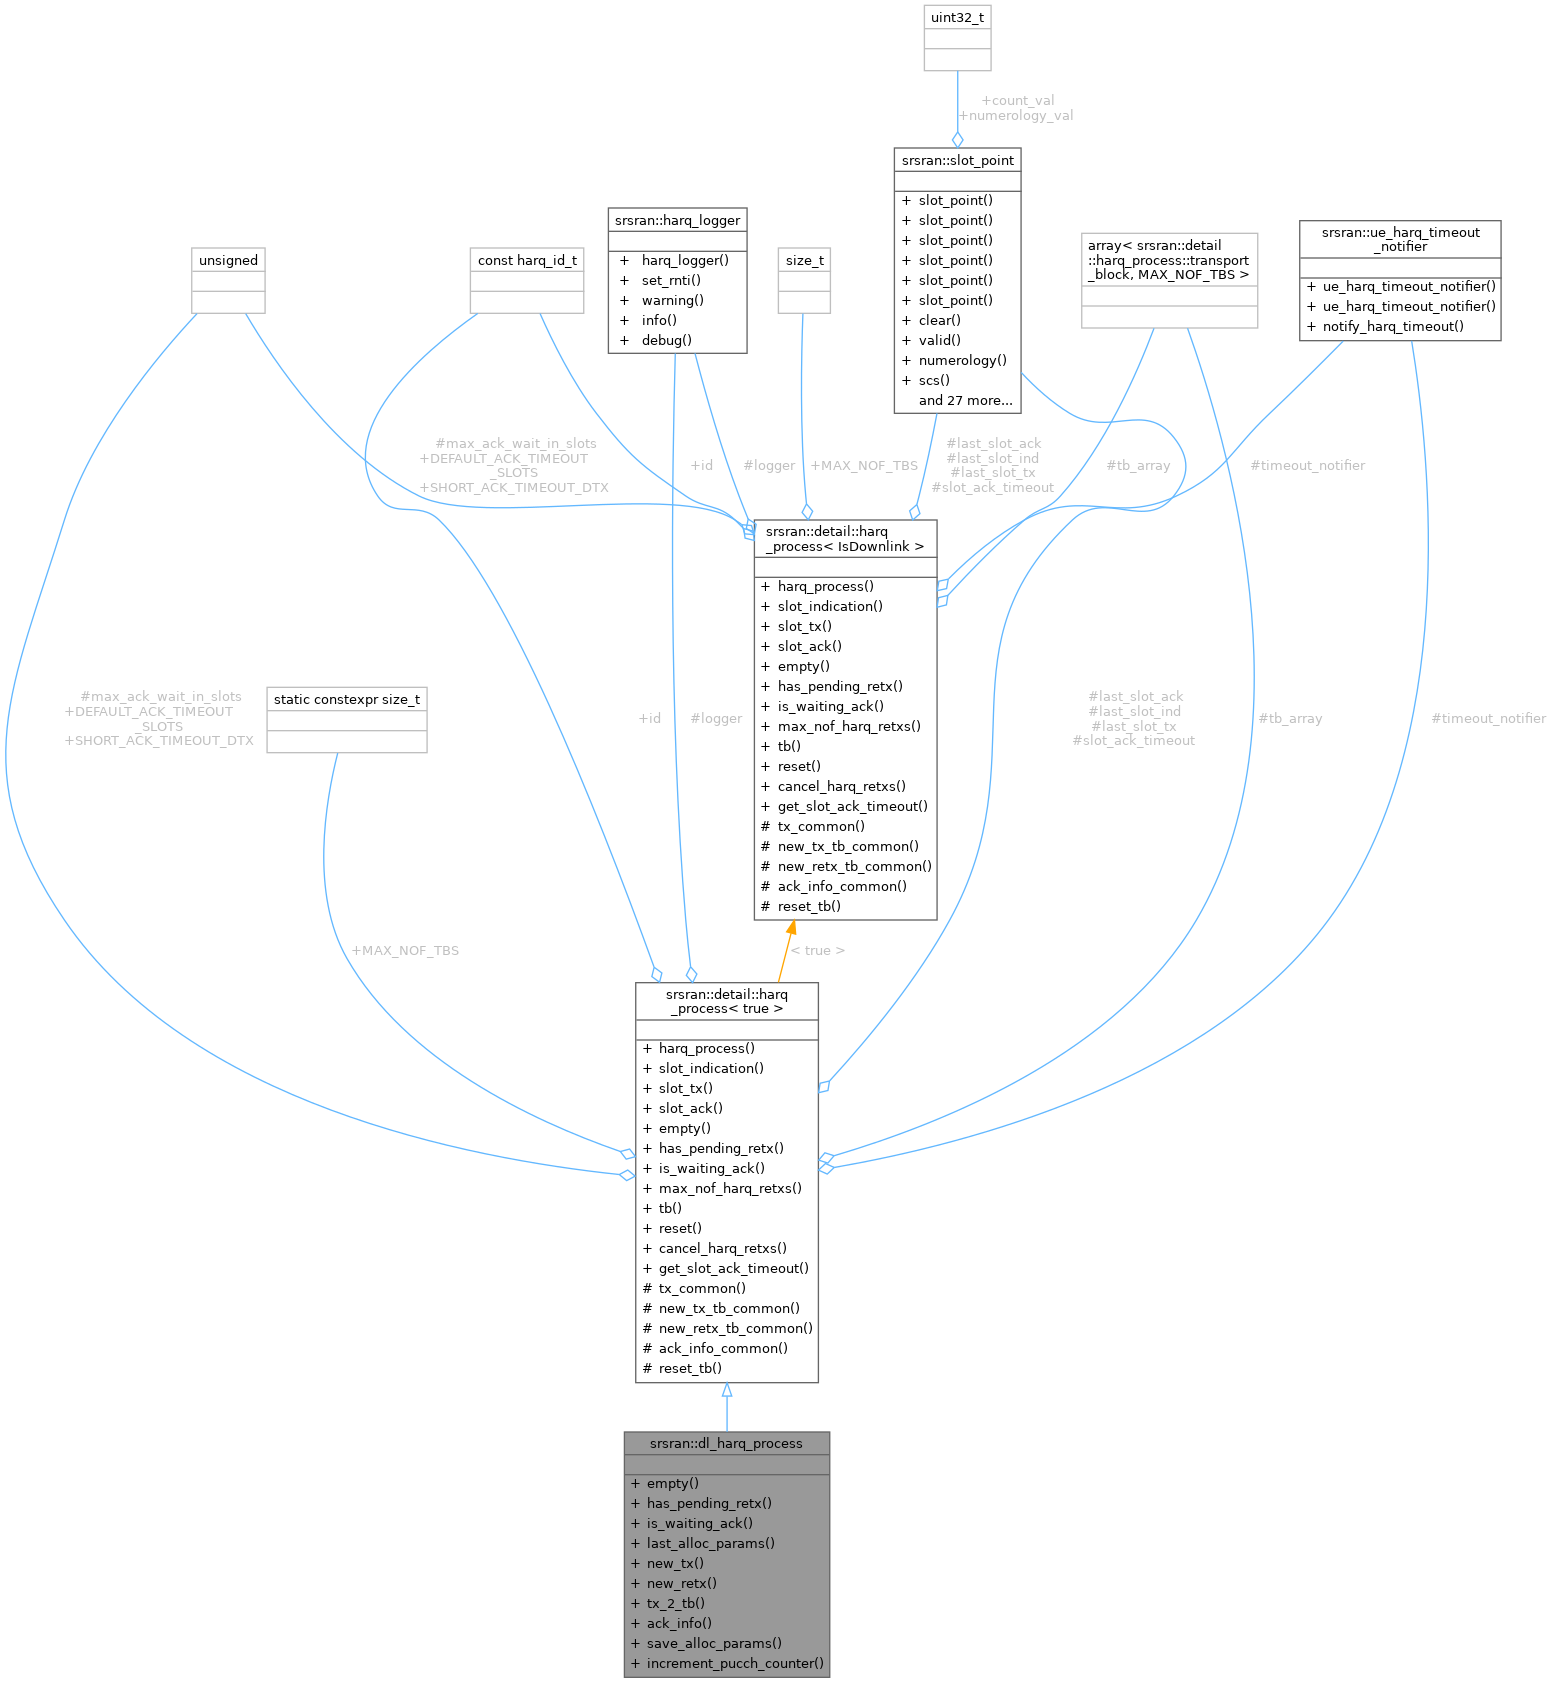 uint32_t
+count_val
+numerology_val
srsran::slot_point
+ slot_point()
+ slot_point()
+ slot_point()
+ slot_point()
+ slot_point()
+ slot_point()
+ clear()
+ valid()
+ numerology()
+ scs()
and 27 more...
srsran::harq_logger
+ harq_logger()
+ set_rnti()
+ warning()
+ info()
+ debug()
unsigned
const harq_id_t
size_t
array< srsran::detail
::harq_process::transport
_block, MAX_NOF_TBS >
srsran::ue_harq_timeout
_notifier
+ ue_harq_timeout_notifier()
+ ue_harq_timeout_notifier()
+ notify_harq_timeout()
#max_ack_wait_in_slots
+DEFAULT_ACK_TIMEOUT
_SLOTS
+SHORT_ACK_TIMEOUT_DTX
+id
#logger
+MAX_NOF_TBS
#last_slot_ack
#last_slot_ind
#last_slot_tx
#slot_ack_timeout
#tb_array
#timeout_notifier
srsran::detail::harq
_process< IsDownlink >
+ harq_process()
+ slot_indication()
+ slot_tx()
+ slot_ack()
+ empty()
+ has_pending_retx()
+ is_waiting_ack()
+ max_nof_harq_retxs()
+ tb()
+ reset()
+ cancel_harq_retxs()
+ get_slot_ack_timeout()
# tx_common()
# new_tx_tb_common()
# new_retx_tb_common()
# ack_info_common()
# reset_tb()
#max_ack_wait_in_slots
+DEFAULT_ACK_TIMEOUT
_SLOTS
+SHORT_ACK_TIMEOUT_DTX
static constexpr size_t
+id
#logger
#last_slot_ack
#last_slot_ind
#last_slot_tx
#slot_ack_timeout
#tb_array
#timeout_notifier
+MAX_NOF_TBS
< true >
srsran::detail::harq
_process< true >
+ harq_process()
+ slot_indication()
+ slot_tx()
+ slot_ack()
+ empty()
+ has_pending_retx()
+ is_waiting_ack()
+ max_nof_harq_retxs()
+ tb()
+ reset()
+ cancel_harq_retxs()
+ get_slot_ack_timeout()
# tx_common()
# new_tx_tb_common()
# new_retx_tb_common()
# ack_info_common()
# reset_tb()
srsran::dl_harq_process
+ empty()
+ has_pending_retx()
+ is_waiting_ack()
+ last_alloc_params()
+ new_tx()
+ new_retx()
+ tx_2_tb()
+ ack_info()
+ save_alloc_params()
+ increment_pucch_counter()